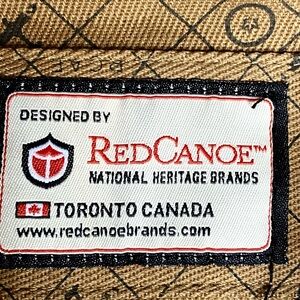 DESIGNED BY
REDCANOE™
NATIONAL HERITAGE BRANDS
TORONTO CANADA
www.redcanoebrands.com